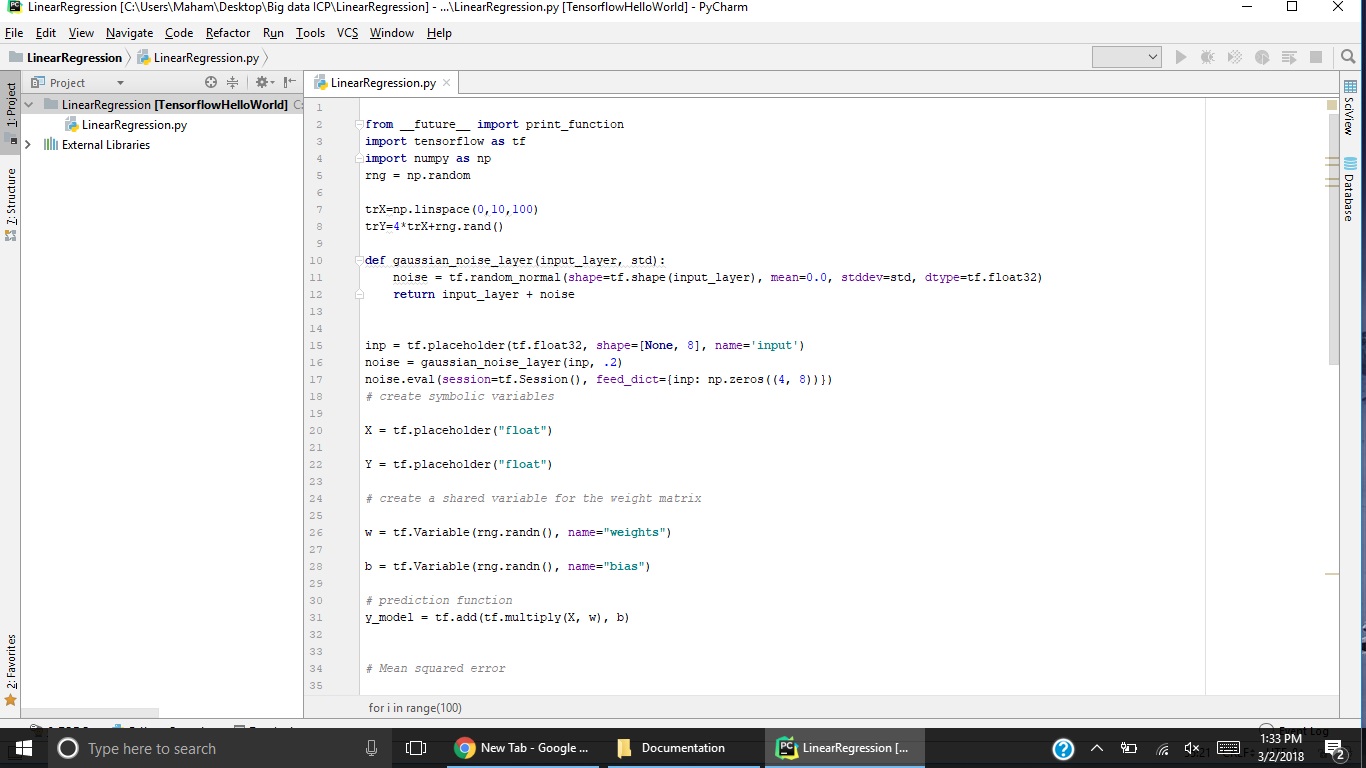 LinearRegression [C:\Users\Maham\Desktop\Big data ICP\LinearRegression] - ...\LinearRegression.py [TensorflowHelloWorld] - PyCharm
File Edit View Navigate Code Refactor Run Tools VCS Window Help
LinearRegression LinearRegression.py
Project
LinearRegression.py
1: Project
7: Structure
2: Favorites
LinearRegression [TensorflowHelloWorld] C:
LinearRegression.py
External Libraries
1
2 from __future__ import print_function
3 import tensorflow as tf
4 import numpy as np
5 rng = np.random
6
7 trX=np.linspace(0,10,100)
8 trY=4*trX+rng.rand()
9
10 def gaussian_noise_layer(input_layer, std):
11     noise = tf.random_normal(shape=tf.shape(input_layer), mean=0.0, stddev=std, dtype=tf.float32)
12     return input_layer + noise
13
14
15 inp = tf.placeholder(tf.float32, shape=[None, 8], name='input')
16 noise = gaussian_noise_layer(inp, .2)
17 noise.eval(session=tf.Session(), feed_dict={inp: np.zeros((4, 8))})
18 # create symbolic variables
19
20 X = tf.placeholder("float")
21
22 Y = tf.placeholder("float")
23
24 # create a shared variable for the weight matrix
25
26 w = tf.Variable(rng.randn(), name="weights")
27
28 b = tf.Variable(rng.randn(), name="bias")
29
30 # prediction function
31 y_model = tf.add(tf.multiply(X, w), b)
32
33
34 # Mean squared error
35
for i in range(100)
SciView
Database
Type here to search
New Tab - Google ...
Documentation
LinearRegression [...
1:33 PM
3/2/2018
2